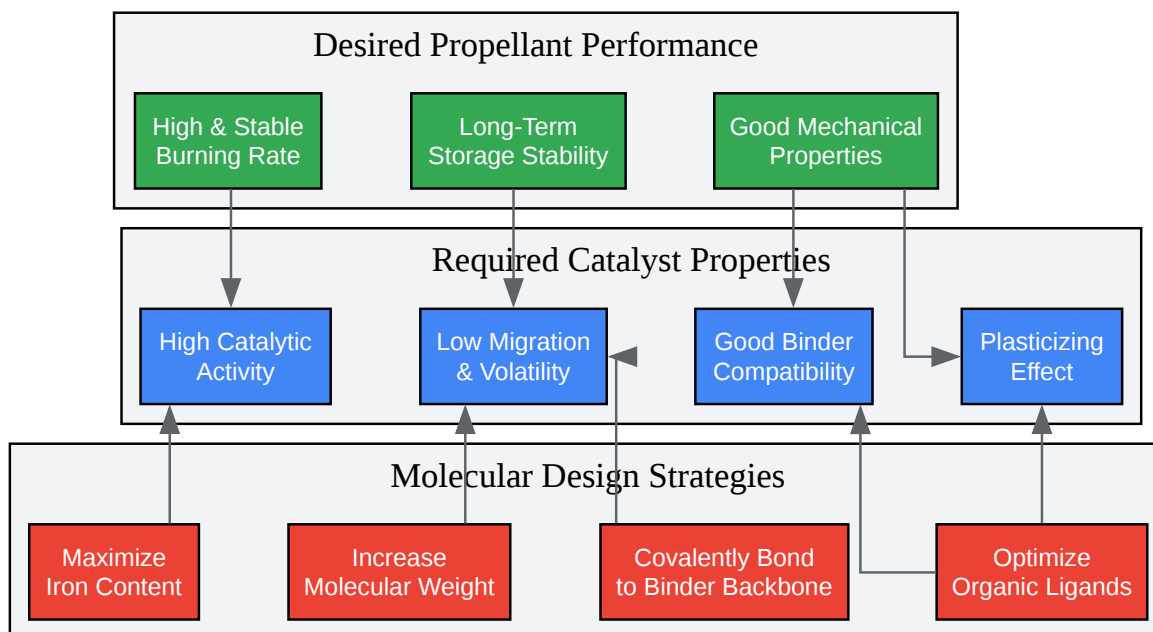 Desired Propellant Performance
High & Stable
Burning Rate
Long-Term
Storage Stability
Good Mechanical
Properties
Required Catalyst Properties
High Catalytic
Activity
Low Migration
& Volatility
Good Binder
Compatibility
Plasticizing
Effect
Molecular Design Strategies
Maximize
Iron Content
Increase
Molecular Weight
Covalently Bond
to Binder Backbone
Optimize
Organic Ligands